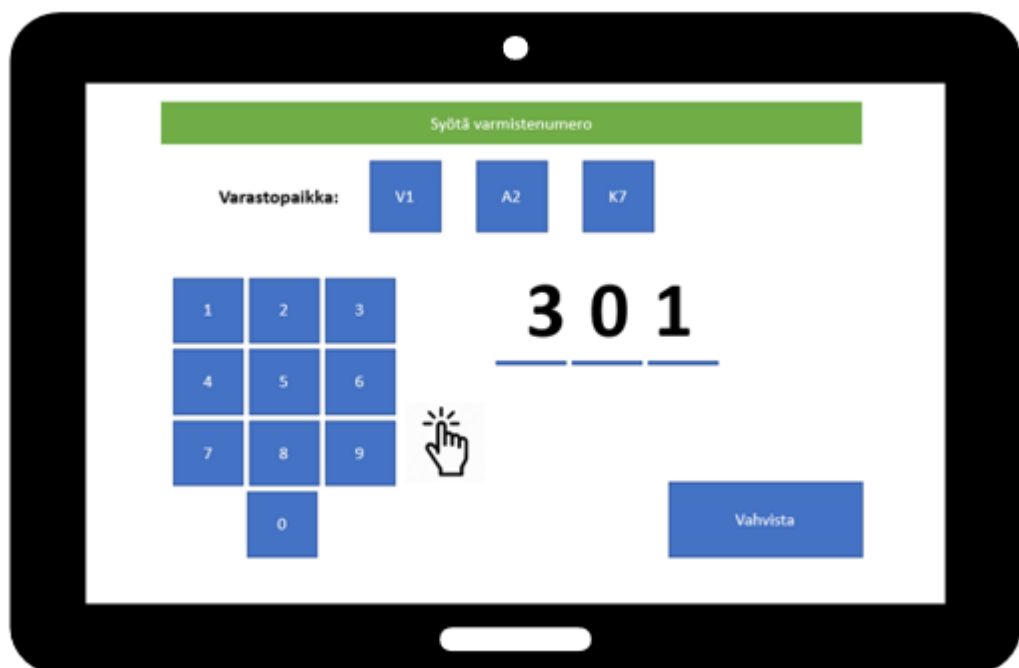 Syötä varmistenumero
Varastopaikka: V1 A2 K7
3 0 1
1 2 3
4 5 6
7 8 9
0
Vahvista